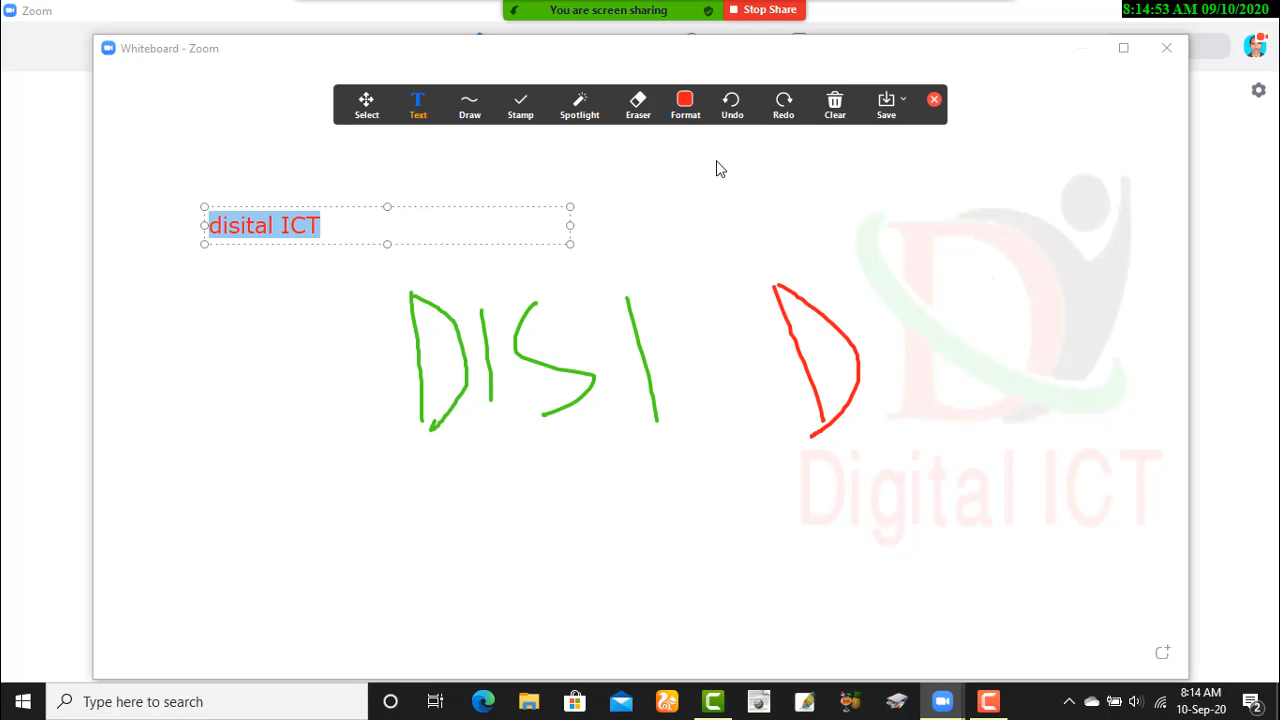 Zoom
You are screen sharing
Stop Share
8:14:53 AM 09/10/2020
Whiteboard - Zoom
Select Text Draw Stamp Spotlight Eraser Format Undo Redo Clear Save
disital ICT
DISI D
Digital ICT
Type here to search
8:14 AM
10-Sep-20
2